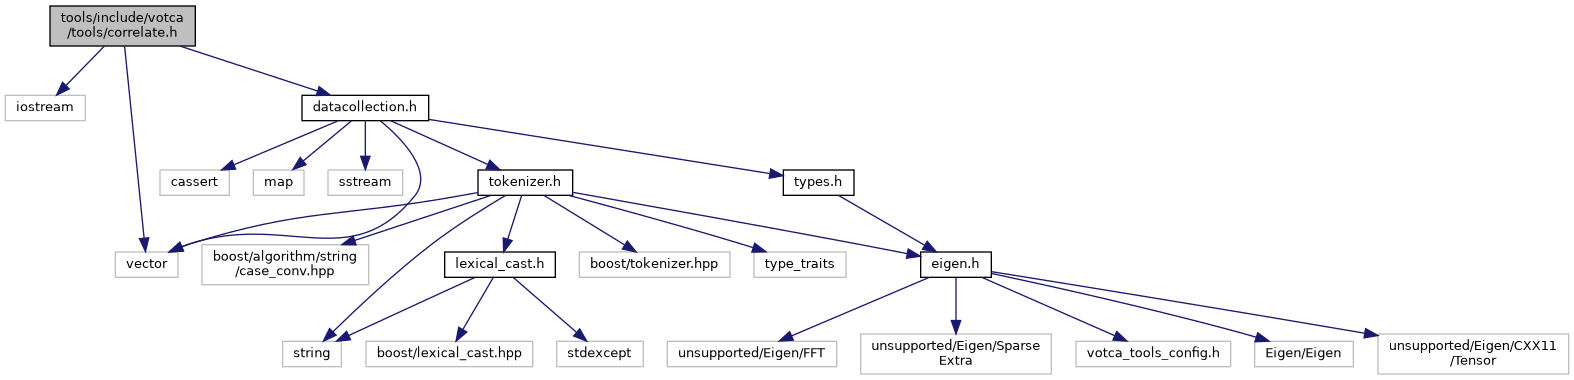 tools/include/votca
/tools/correlate.h
iostream
datacollection.h
cassert
map
sstream
tokenizer.h
types.h
vector
boost/algorithm/string
/case_conv.hpp
lexical_cast.h
boost/tokenizer.hpp
type_traits
eigen.h
string
boost/lexical_cast.hpp
stdexcept
unsupported/Eigen/FFT
unsupported/Eigen/Sparse
Extra
votca_tools_config.h
Eigen/Eigen
unsupported/Eigen/CXX11
/Tensor